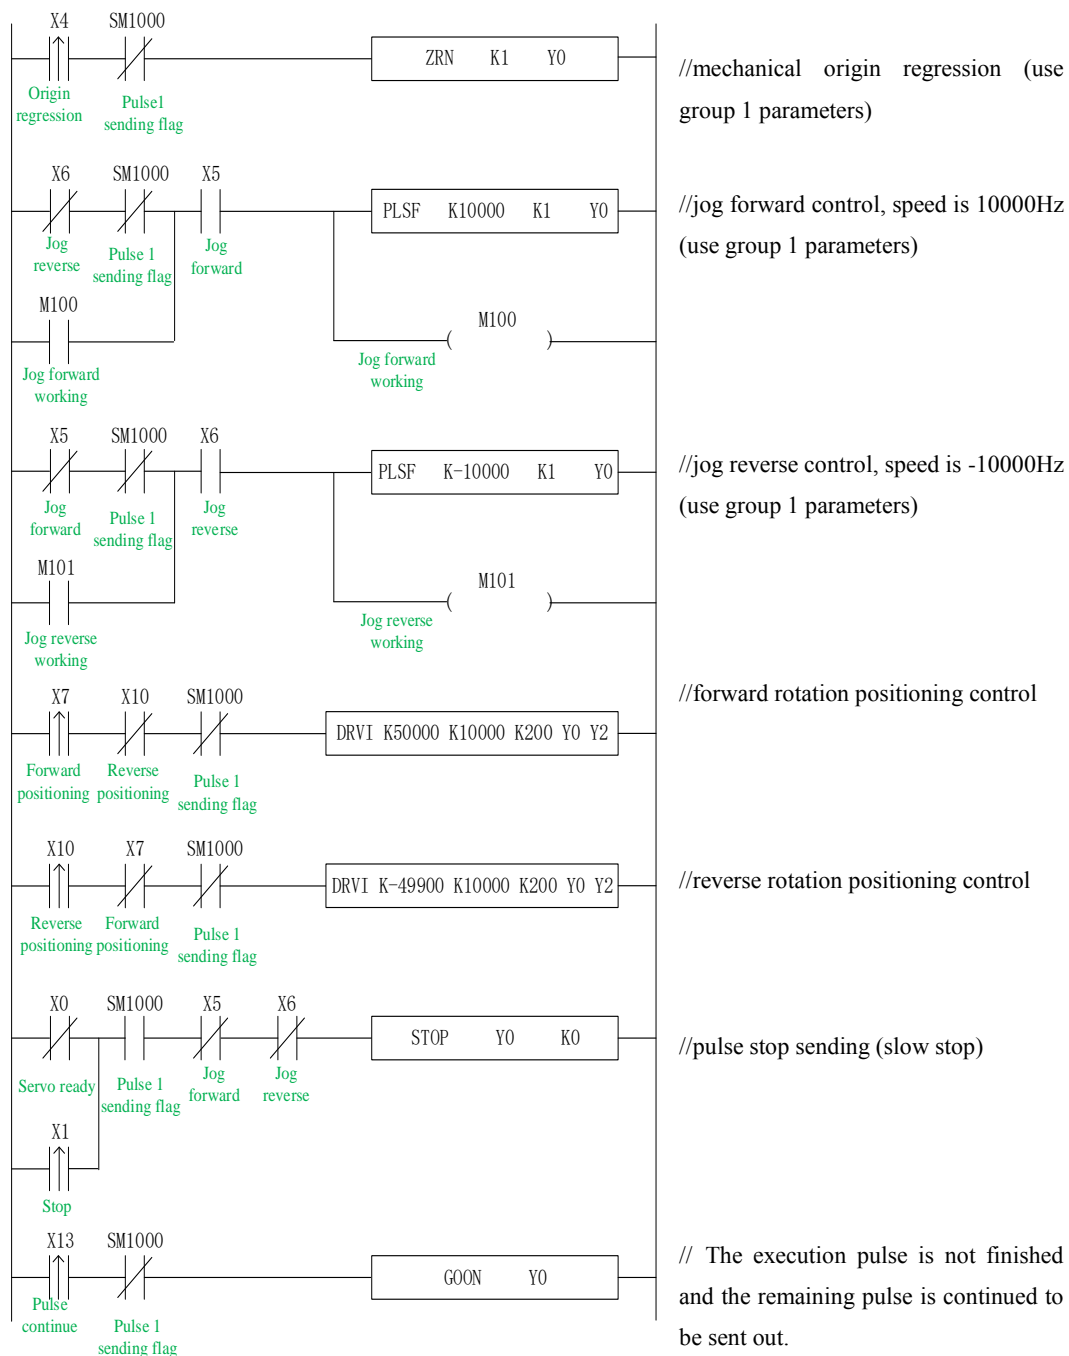 X4 SM1000
ZRN K1 Y0
Origin
regression
Pulse1
sending flag
//mechanical origin regression (use
group 1 parameters)
X6 SM1000 X5
PLSF K10000 K1 Y0
Jog
reverse
Pulse 1
sending flag
Jog
forward
//jog forward control, speed is 10000Hz
(use group 1 parameters)
M100
Jog forward
working
M100
( )
Jog forward
working
X5 SM1000 X6
PLSF K-10000 K1 Y0
Jog
forward
Pulse 1
sending flag
Jog
reverse
//jog reverse control, speed is -10000Hz
(use group 1 parameters)
M101
Jog reverse
working
M101
( )
Jog reverse
working
X7 X10 SM1000
DRVI K50000 K10000 K200 Y0 Y2
Forward
positioning
Reverse
positioning
Pulse 1
sending flag
//forward rotation positioning control
X10 X7 SM1000
DRVI K-49900 K10000 K200 Y0 Y2
Reverse
positioning
Forward
positioning
Pulse 1
sending flag
//reverse rotation positioning control
X0 SM1000 X5 X6
STOP Y0 K0
Servo ready
Pulse 1
sending flag
Jog
forward
Jog
reverse
//pulse stop sending (slow stop)
X1
Stop
X13 SM1000
GOON Y0
Pulse
continue
Pulse 1
sending flag
// The execution pulse is not finished
and the remaining pulse is continued to
be sent out.